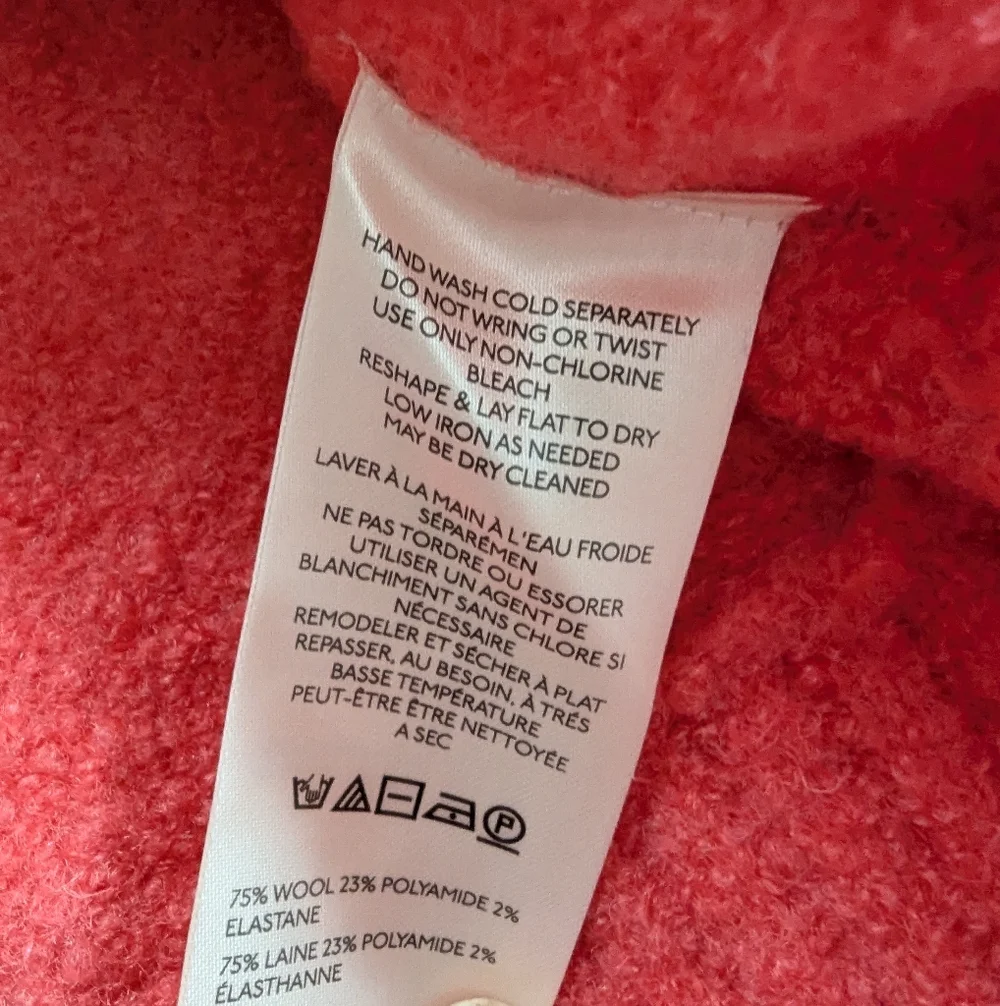 HAND WASH COLD SEPARATELY
DO NOT WRING OR TWIST
USE ONLY NON-CHLORINE
BLEACH
RESHAPE & LAY FLAT TO DRY
LOW IRON AS NEEDED
MAY BE DRY CLEANED
LAVER À LA MAIN À L'EAU FROIDE
SÉPARÉMEN
NE PAS TORDRE OU ESSORER
UTILISER UN AGENT DE
BLANCHIMENT SANS CHLORE SI
NÉCESSAIRE
REMODELER ET SÉCHER À PLAT
REPASSER, AU BESOIN, À TRÉS
BASSE TEMPÉRATURE
PEUT-ÊTRE ÊTRE NETTOYÉE
A SEC
P
75% WOOL 23% POLYAMIDE 2%
ELASTANE
75% LAINE 23% POLYAMIDE 2%
ÉLASTHANNE